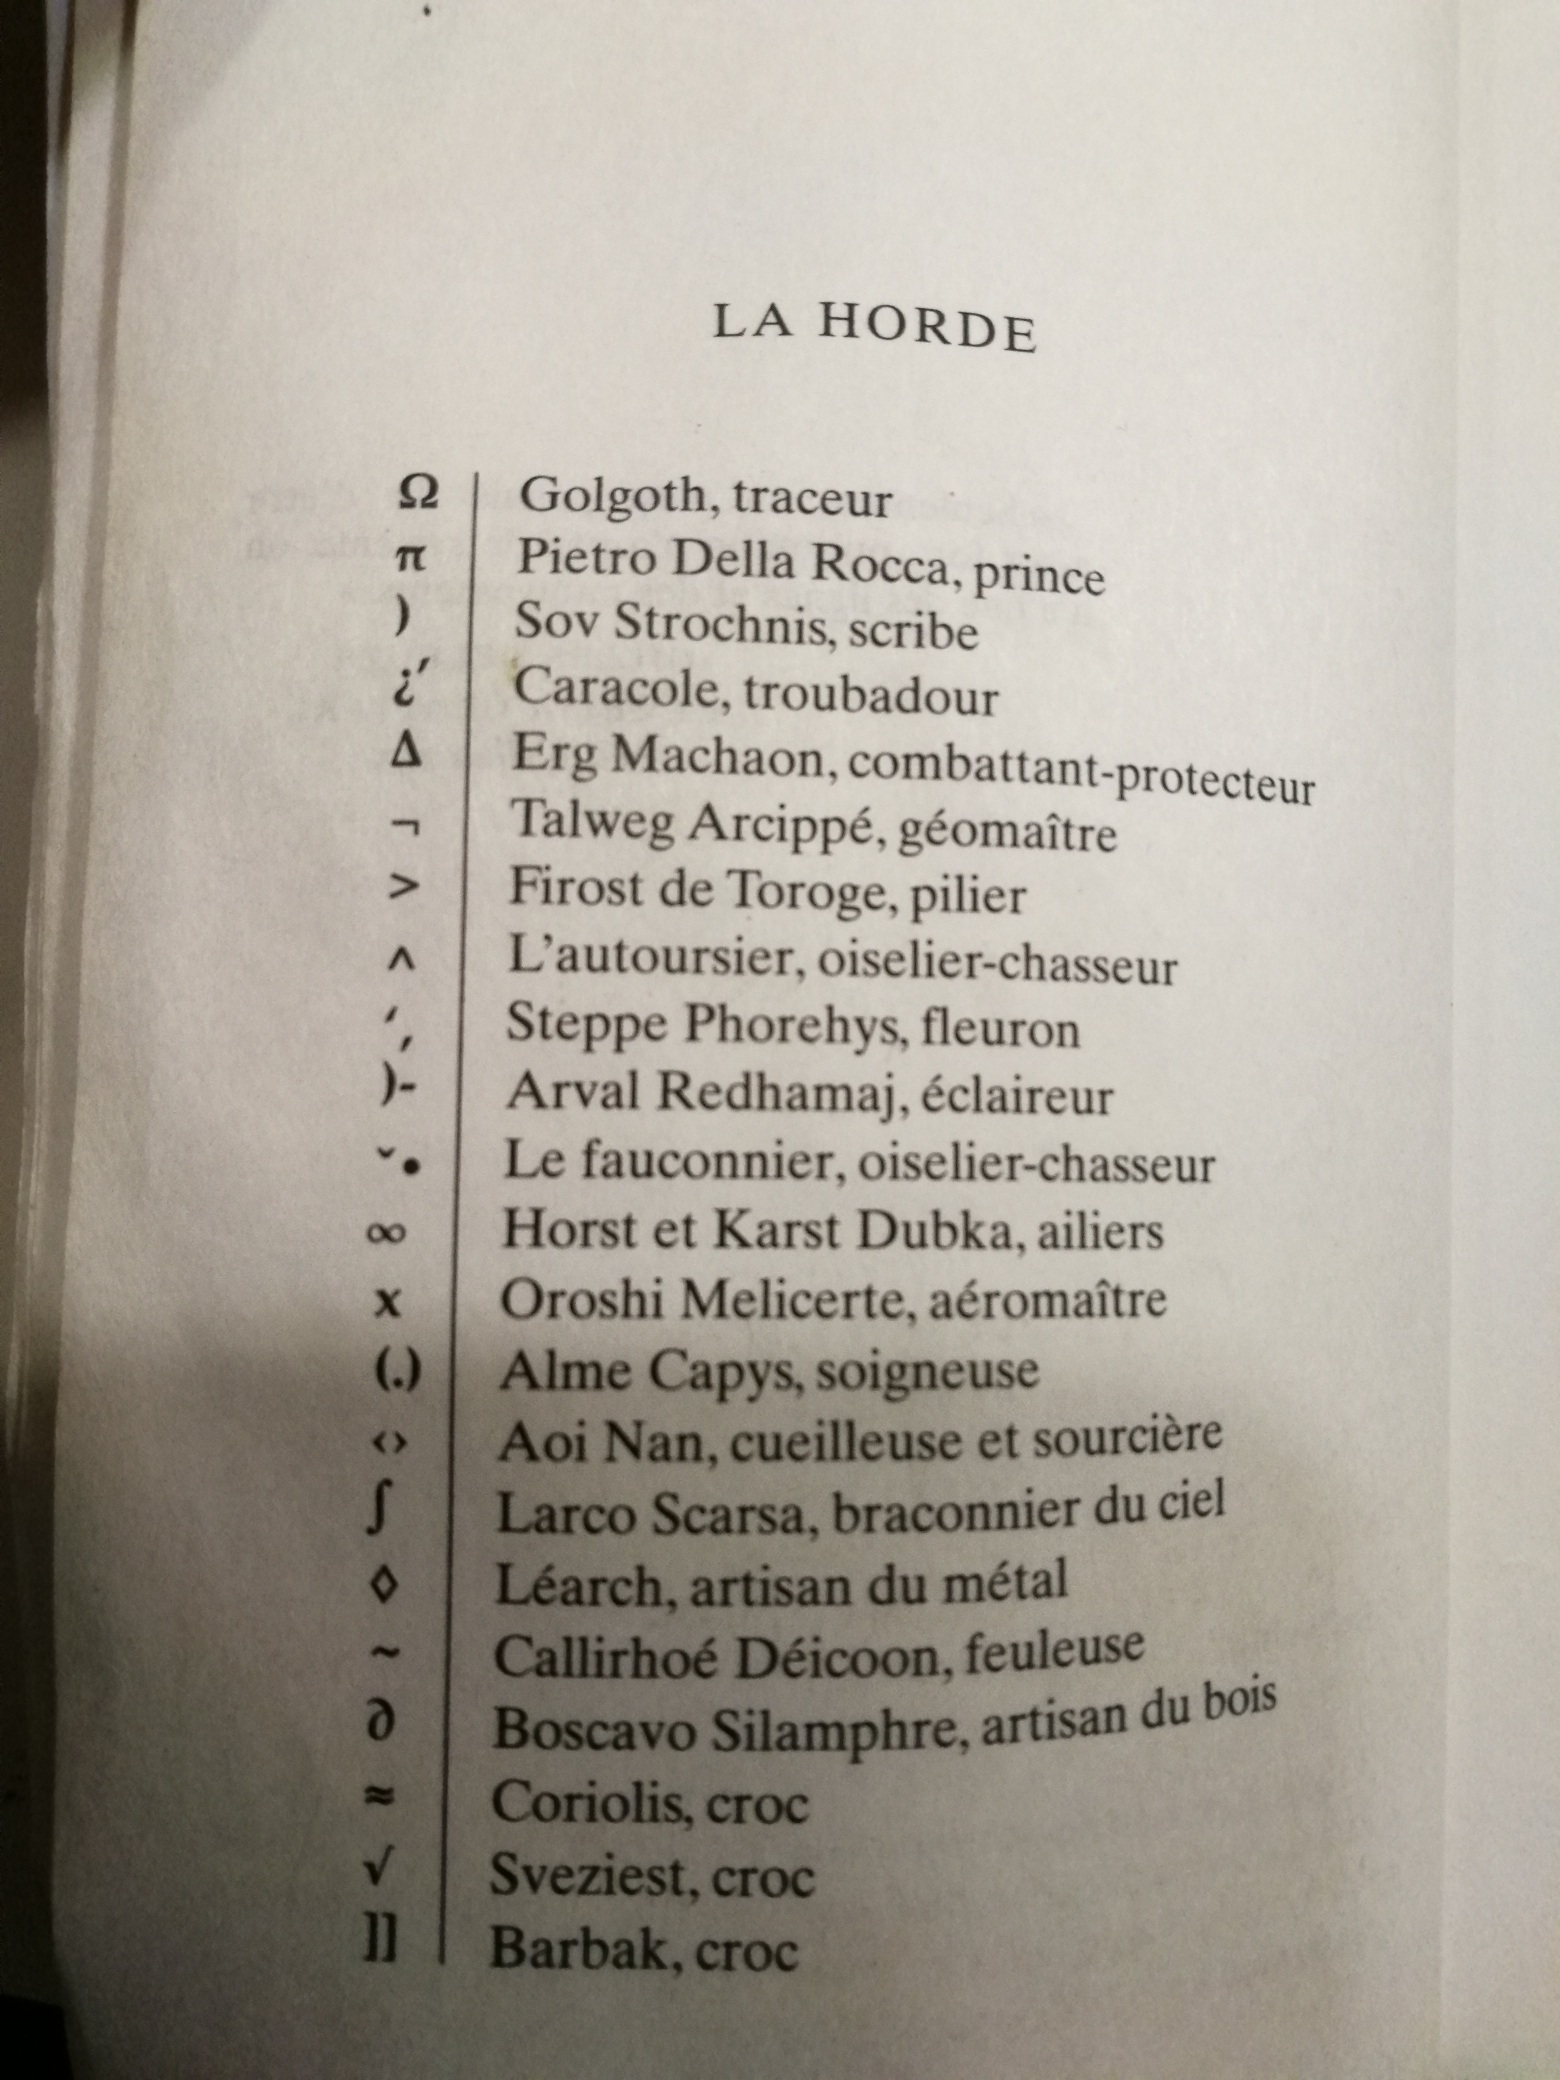 LA HORDE
Ω Golgoth, traceur
π Pietro Della Rocca, prince
) Sov Strochnis, scribe
¿′ Caracole, troubadour
Δ Erg Machaon, combattant-protecteur
¬ Talweg Arcippé, géomaître
> Firost de Toroge, pilier
^ L'autoursier, oiselier-chasseur
′, Steppe Phorehys, fleuron
)- Arval Redhamaj, éclaireur
˘• Le fauconnier, oiselier-chasseur
∞ Horst et Karst Dubka, ailiers
x Oroshi Melicerte, aéromaître
(.) Alme Capys, soigneuse
‹› Aoi Nan, cueilleuse et sourcière
∫ Larco Scarsa, braconnier du ciel
◊ Léarch, artisan du métal
~ Callirhoé Déicoon, feuleuse
∂ Boscavo Silamphre, artisan du bois
≈ Coriolis, croc
√ Sveziest, croc
]] Barbak, croc